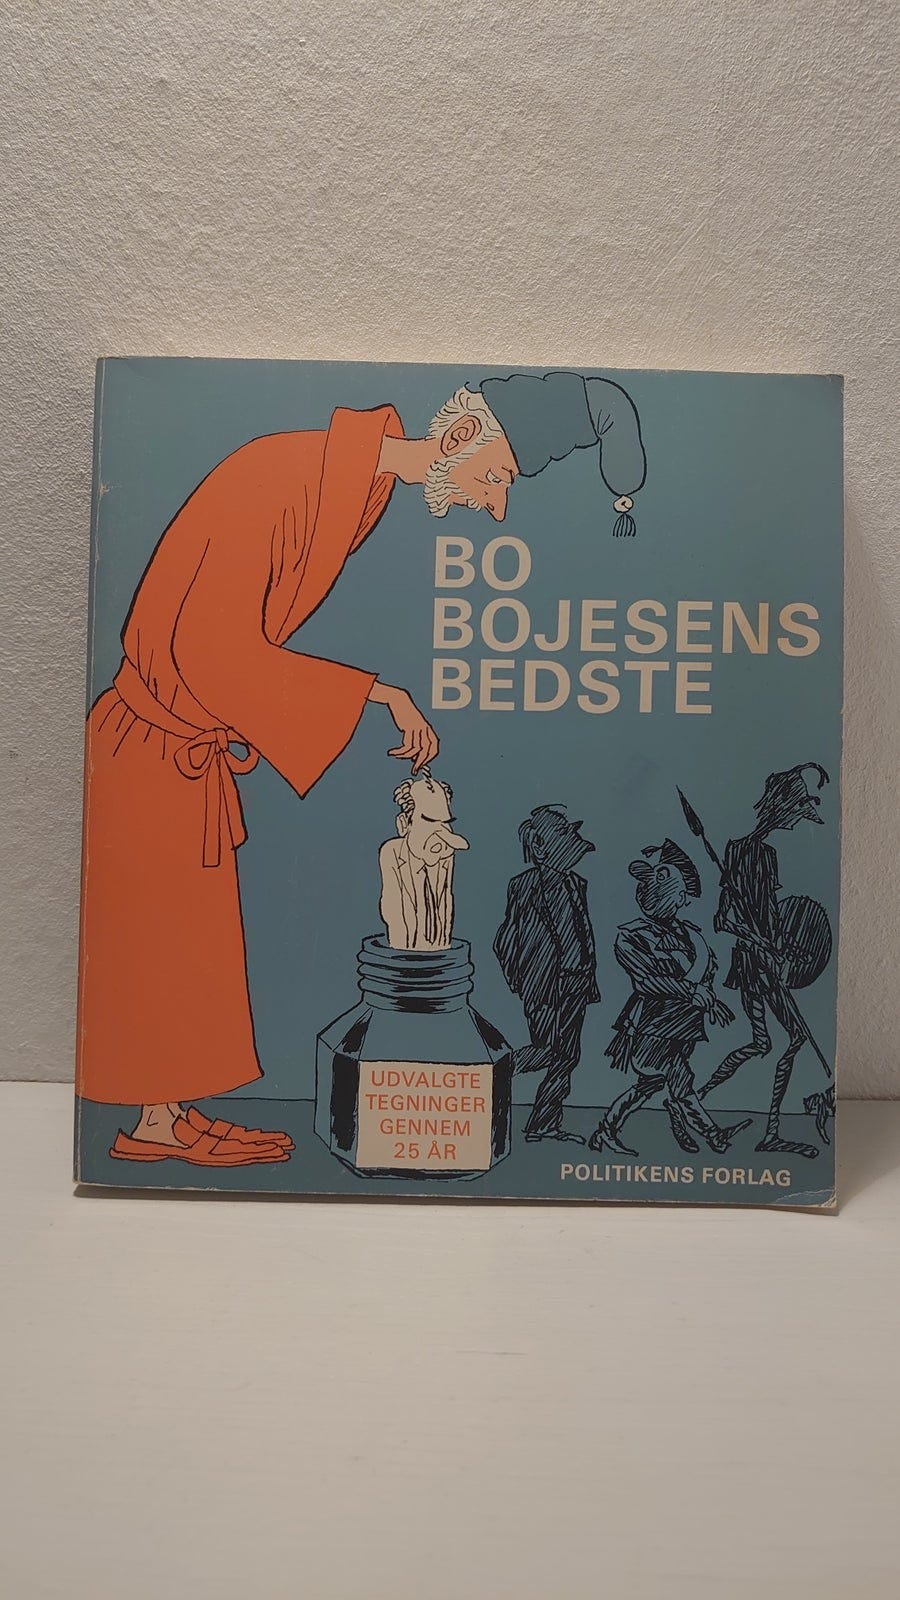 BO
BOJESENS
BEDSTE
UDVALGTE
TEGNINGER
GENNEM
25 ÅR
POLITIKENS FORLAG